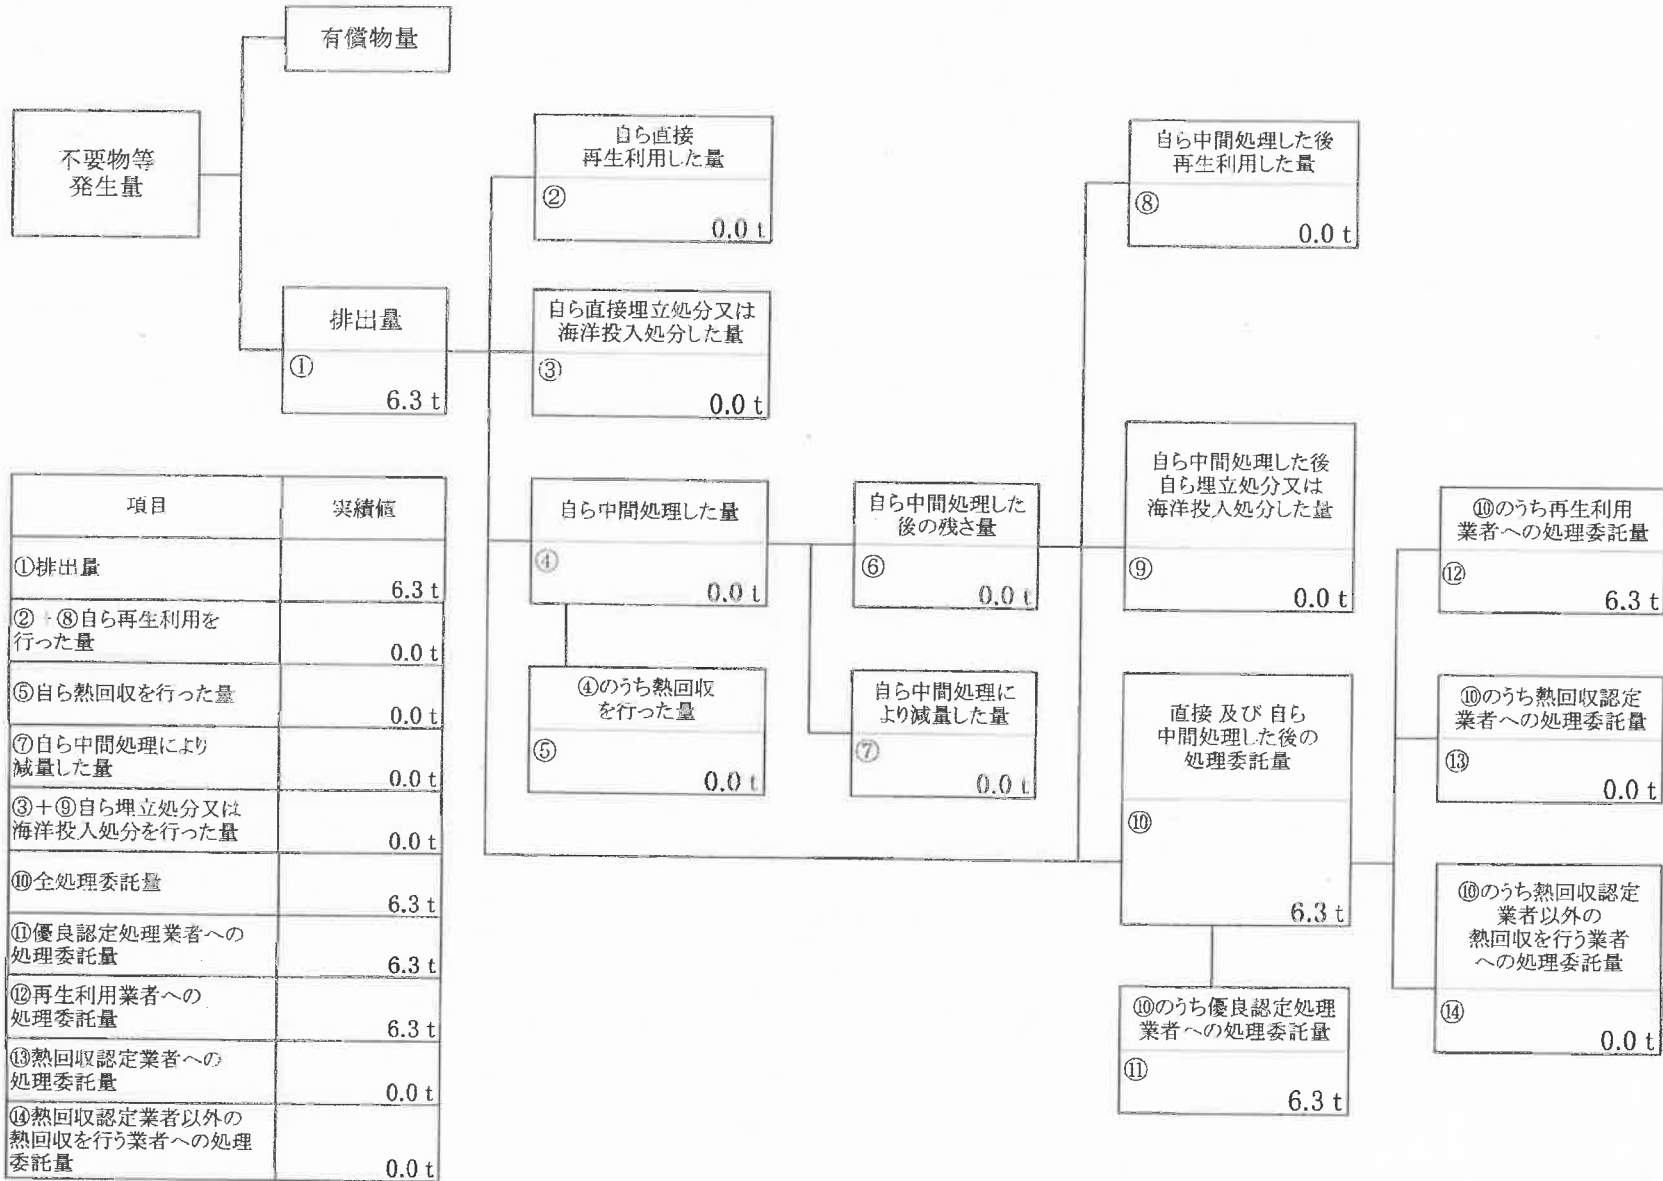 有償物量
不要物等
発生量
排出量
①
6.3 t
自ら直接
再生利用した量
②
0.0 t
自ら直接埋立処分又は
海洋投入処分した量
③
0.0 t
自ら中間処理した量
④
0.0 t
④のうち熱回収
を行った量
⑤
0.0 t
自ら中間処理した
後の残さ量
⑥
0.0 t
自ら中間処理に
より減量した量
⑦
0.0 t
自ら中間処理した後
再生利用した量
⑧
0.0 t
自ら中間処理した後
自ら埋立処分又は
海洋投入処分した量
⑨
0.0 t
直接 及び 自ら
中間処理した後の
処理委託量
⑩
6.3 t
⑩のうち優良認定処理
業者への処理委託量
⑪
6.3 t
⑩のうち再生利用
業者への処理委託量
⑫
6.3 t
⑩のうち熱回収認定
業者への処理委託量
⑬
0.0 t
⑩のうち熱回収認定
業者以外の
熱回収を行う業者
への処理委託量
⑭
0.0 t
項目 実績値
①排出量
6.3 t
②+⑧自ら再生利用を
行った量
0.0 t
⑤自ら熱回収を行った量
0.0 t
⑦自ら中間処理により
減量した量
0.0 t
③+⑨自ら埋立処分又は
海洋投入処分を行った量
0.0 t
⑩全処理委託量
6.3 t
⑪優良認定処理業者への
処理委託量
6.3 t
⑫再生利用業者への
処理委託量
6.3 t
⑬熱回収認定業者への
処理委託量
0.0 t
⑭熱回収認定業者以外の
熱回収を行う業者への処理
委託量
0.0 t